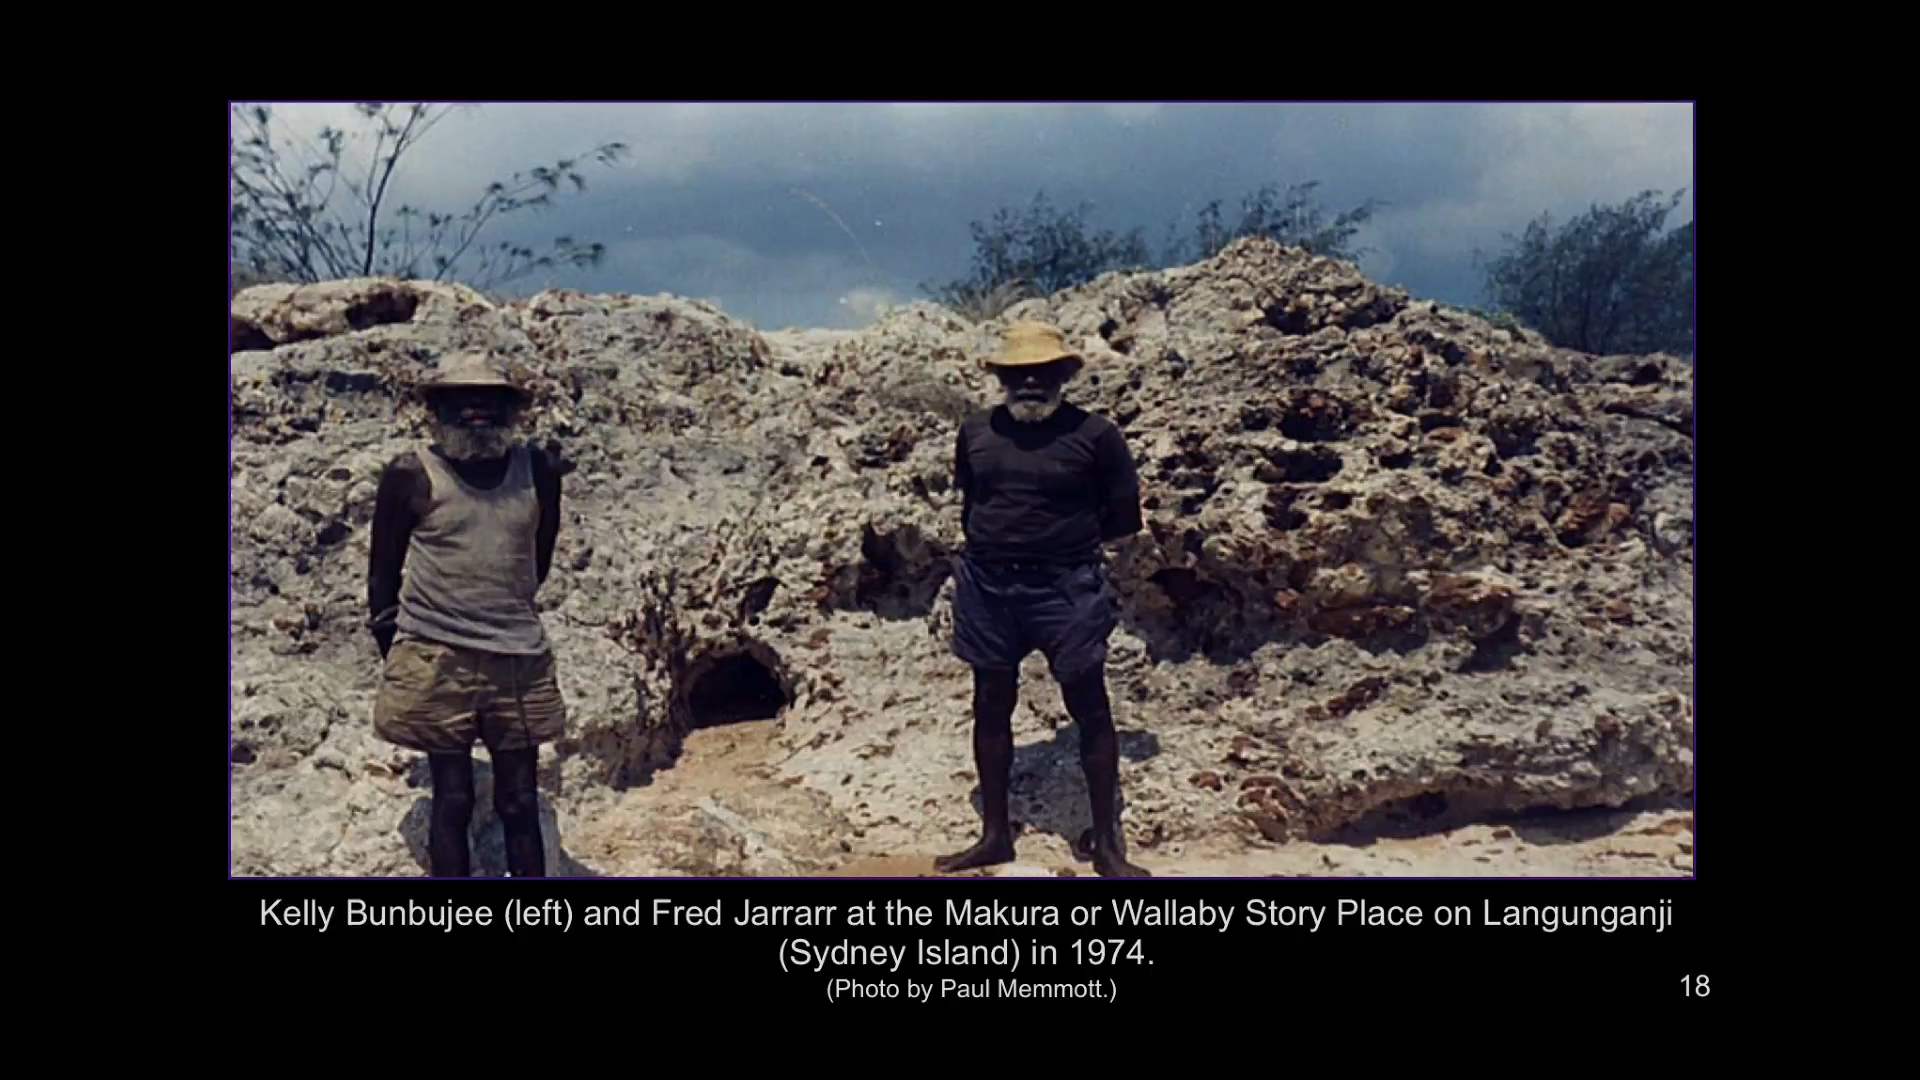 Kelly Bunbujee (left) and Fred Jarrarr at the Makura or Wallaby Story Place on Langunganji
(Sydney Island) in 1974.
(Photo by Paul Memmott.)
18